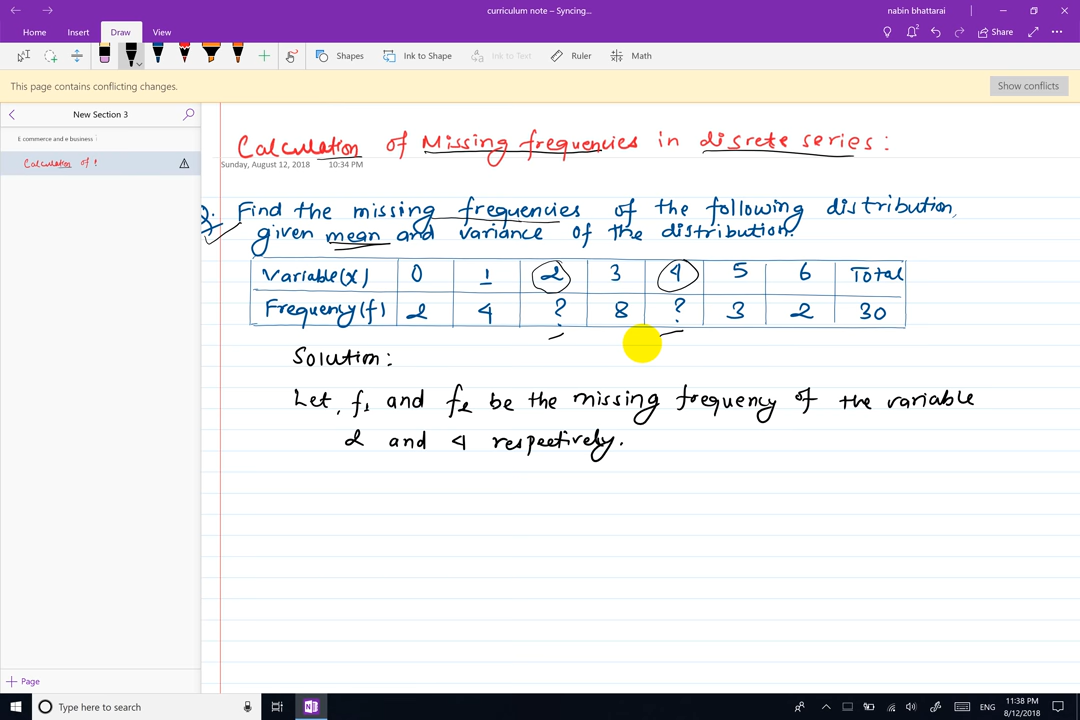 curriculum note – Syncing...
nabin bhattarai
Home Insert Draw View
Share
Shapes Ink to Shape Ink to Text Ruler Math
This page contains conflicting changes.
Show conflicts
New Section 3
E commerce and e business
Calculation of
Calculation of Missing frequencies in discrete series:
Sunday, August 12, 2018 10:34 PM
Q. Find the missing frequencies of the following distribution,
given mean and variance of the distribution.
Variable(x) 0 1 2 3 4 5 6 Total
Frequency(f) 2 4 ? 8 ? 3 2 30
Solution:
Let, f1 and f2 be the missing frequency of the variable
2 and 4 respectively.
Page
Type here to search
ENG
11:38 PM
8/12/2018